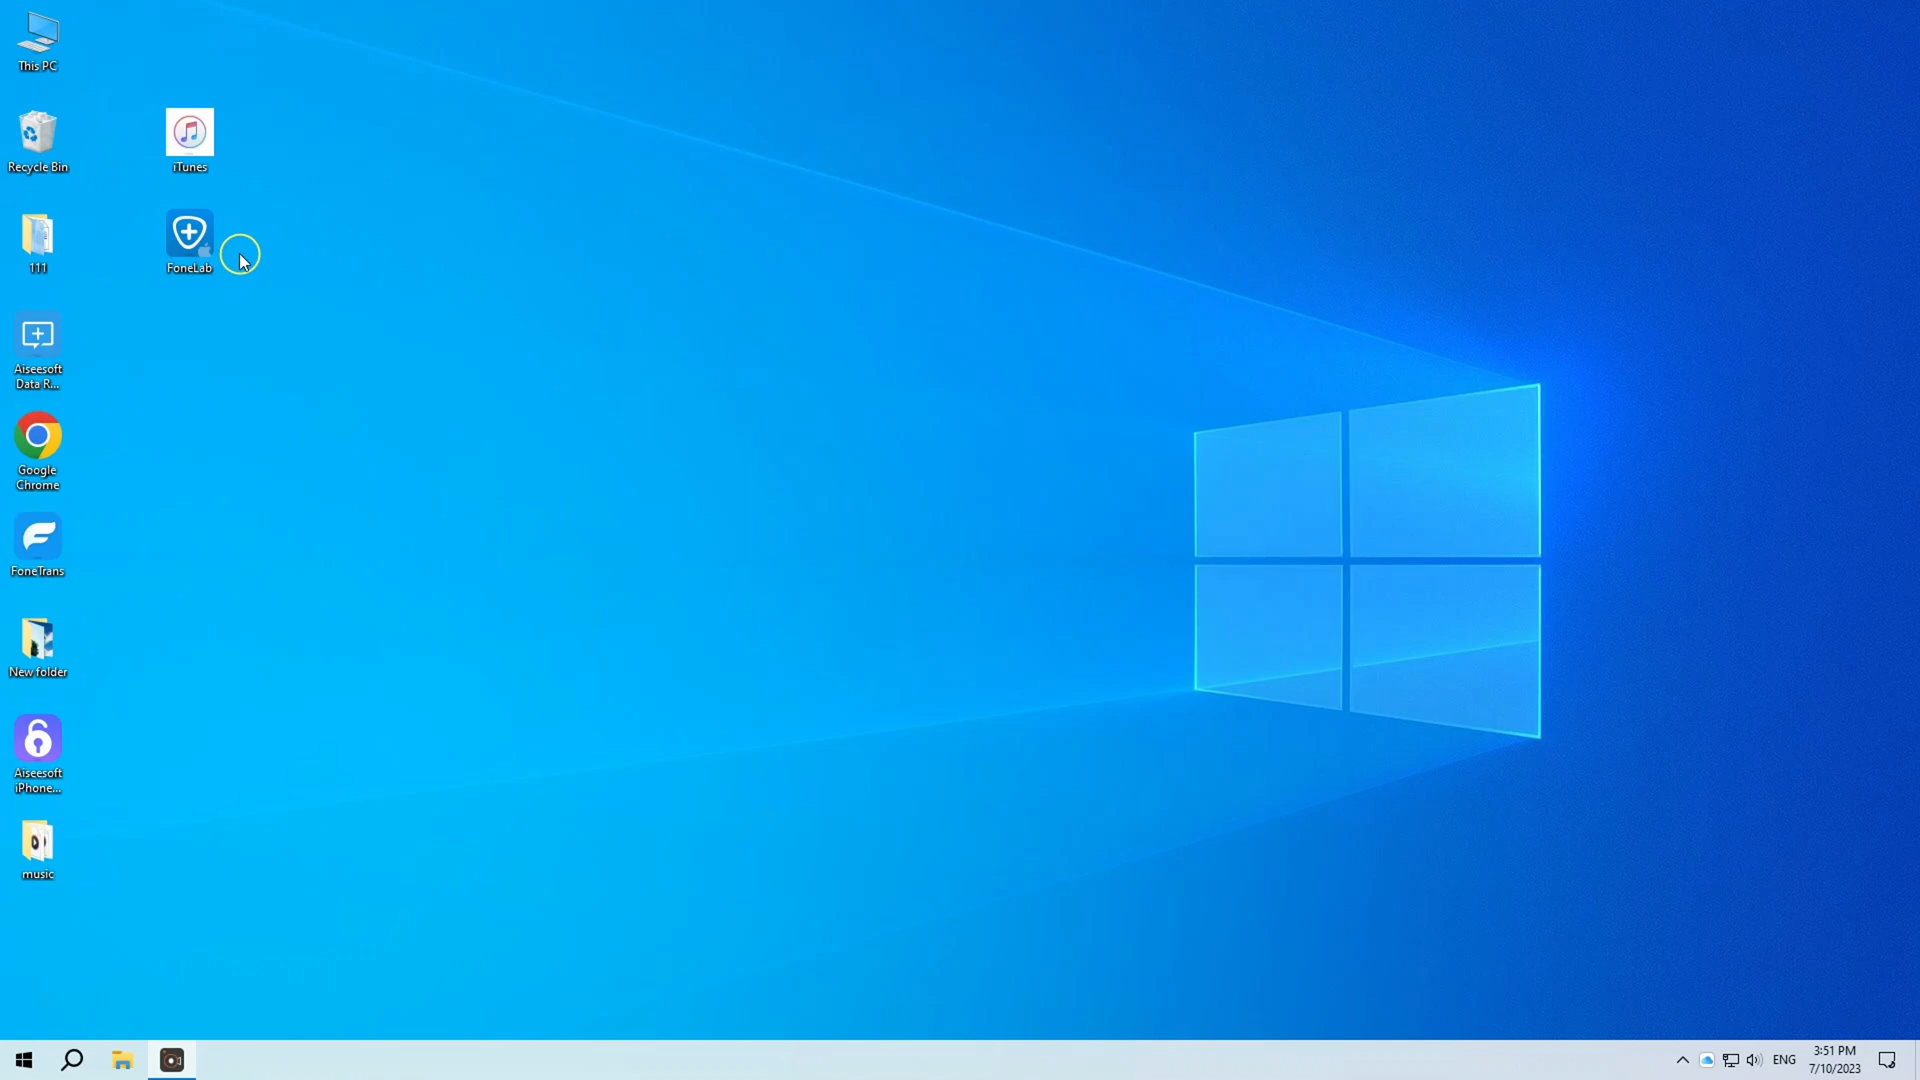 This PC
Recycle Bin
iTunes
111
FoneLab
Aiseesoft
Data R...
Google
Chrome
FoneTrans
New folder
Aiseesoft
iPhone...
music
ENG
3:51 PM
7/10/2023